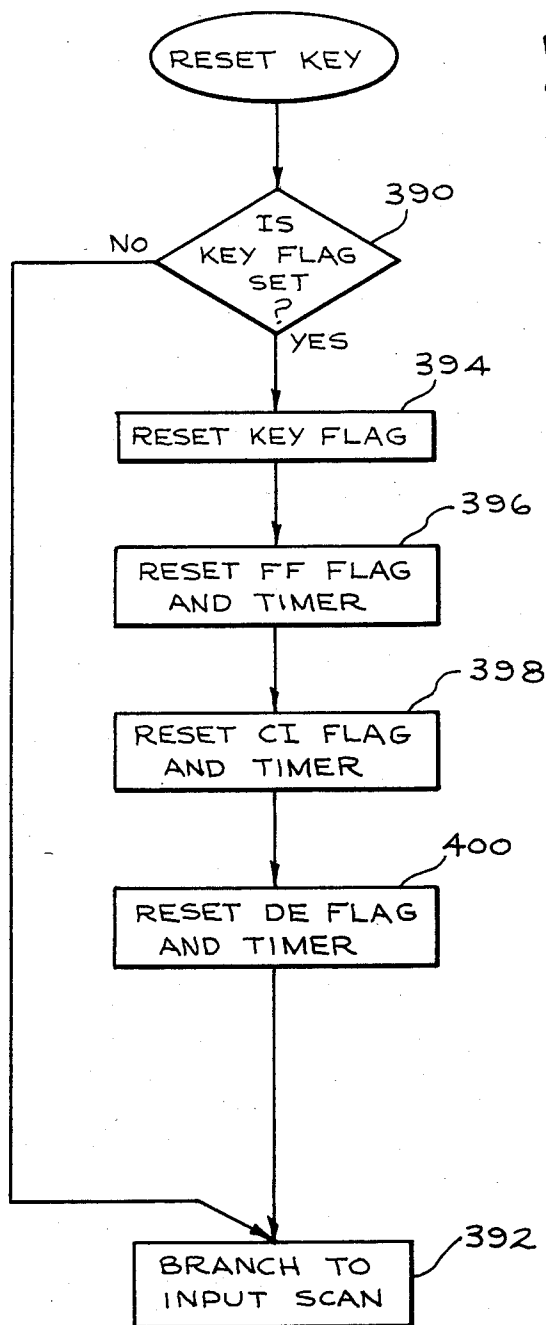 RESET KEY
390
IS
KEY FLAG
SET
?
NO
YES
394
RESET KEY FLAG
396
RESET FF FLAG
AND TIMER
398
RESET CI FLAG
AND TIMER
400
RESET DE FLAG
AND TIMER
392
BRANCH TO
INPUT SCAN